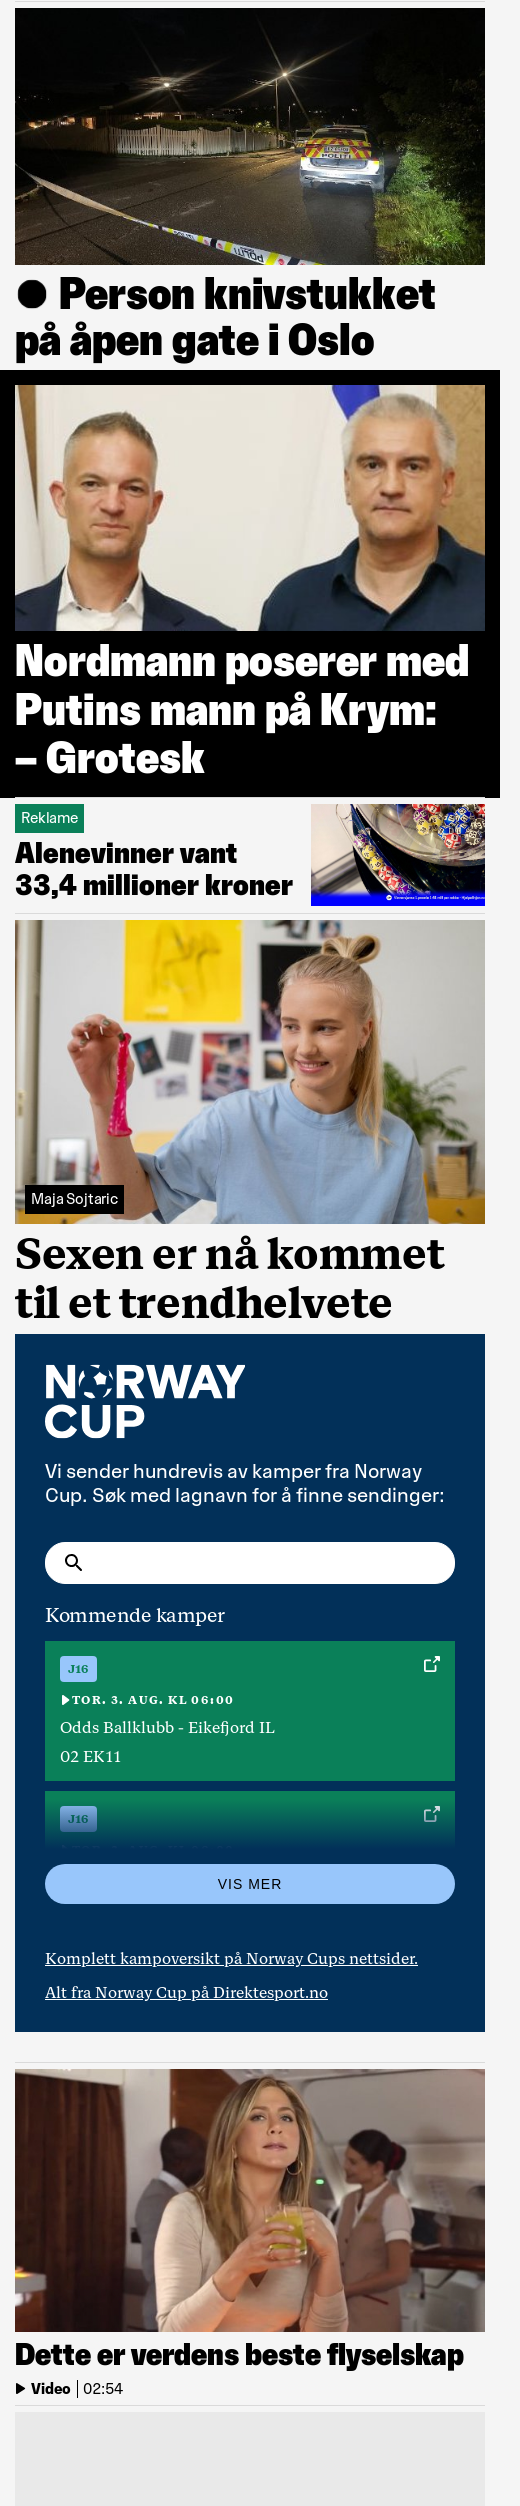 POLITI
POLITI
POLITI
Person knivstukket
på åpen gate i Oslo
Nordmann poserer med
Putins mann på Krym:
– Grotesk
Reklame
Alenevinner vant
33,4 millioner kroner
Maja Sojtaric
Sexen er nå kommet
til et trendhelvete
NORWAY
CUP
Vi sender hundrevis av kamper fra Norway
Cup. Søk med lagnavn for å finne sendinger:
Kommende kamper
J16
TOR. 3. AUG. KL 06:00
Odds Ballklubb - Eikefjord IL
02 EK11
J16
VIS MER
Komplett kampoversikt på Norway Cups nettsider.
Alt fra Norway Cup på Direktesport.no
Dette er verdens beste flyselskap
Video | 02:54